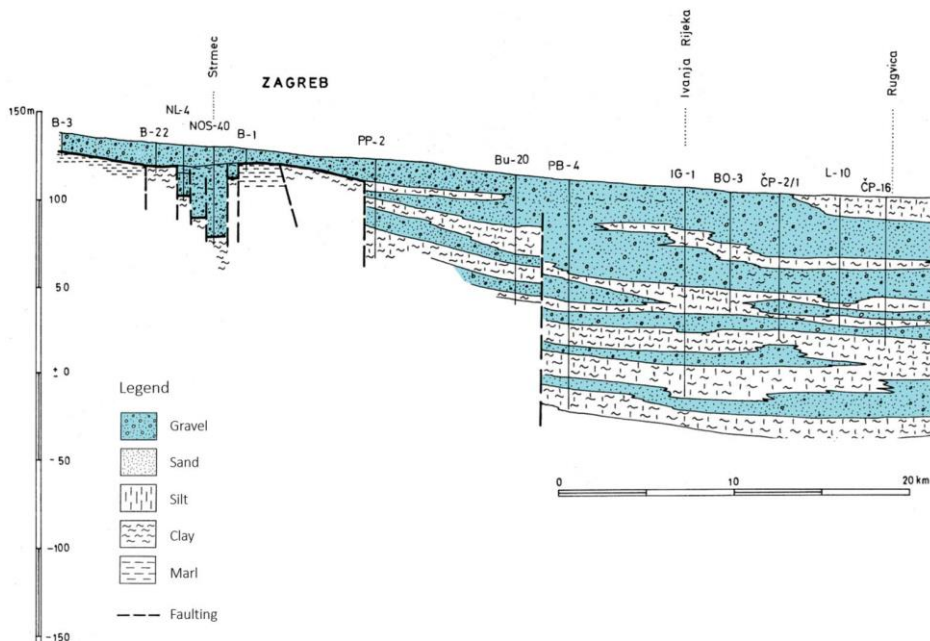 Strmec
ZAGREB
Ivanja Rijeka
Rugvica
150m
B-3
NL-4
B-22
NOS-40
B-1
PP-2
Bu-20
PB-4
IG-1
BO-3
ČP-2/1
L-10
ČP-16
100
50
± 0
-50
-100
-150
Legend
Gravel
Sand
Silt
Clay
Marl
Faulting
0 10 20 km